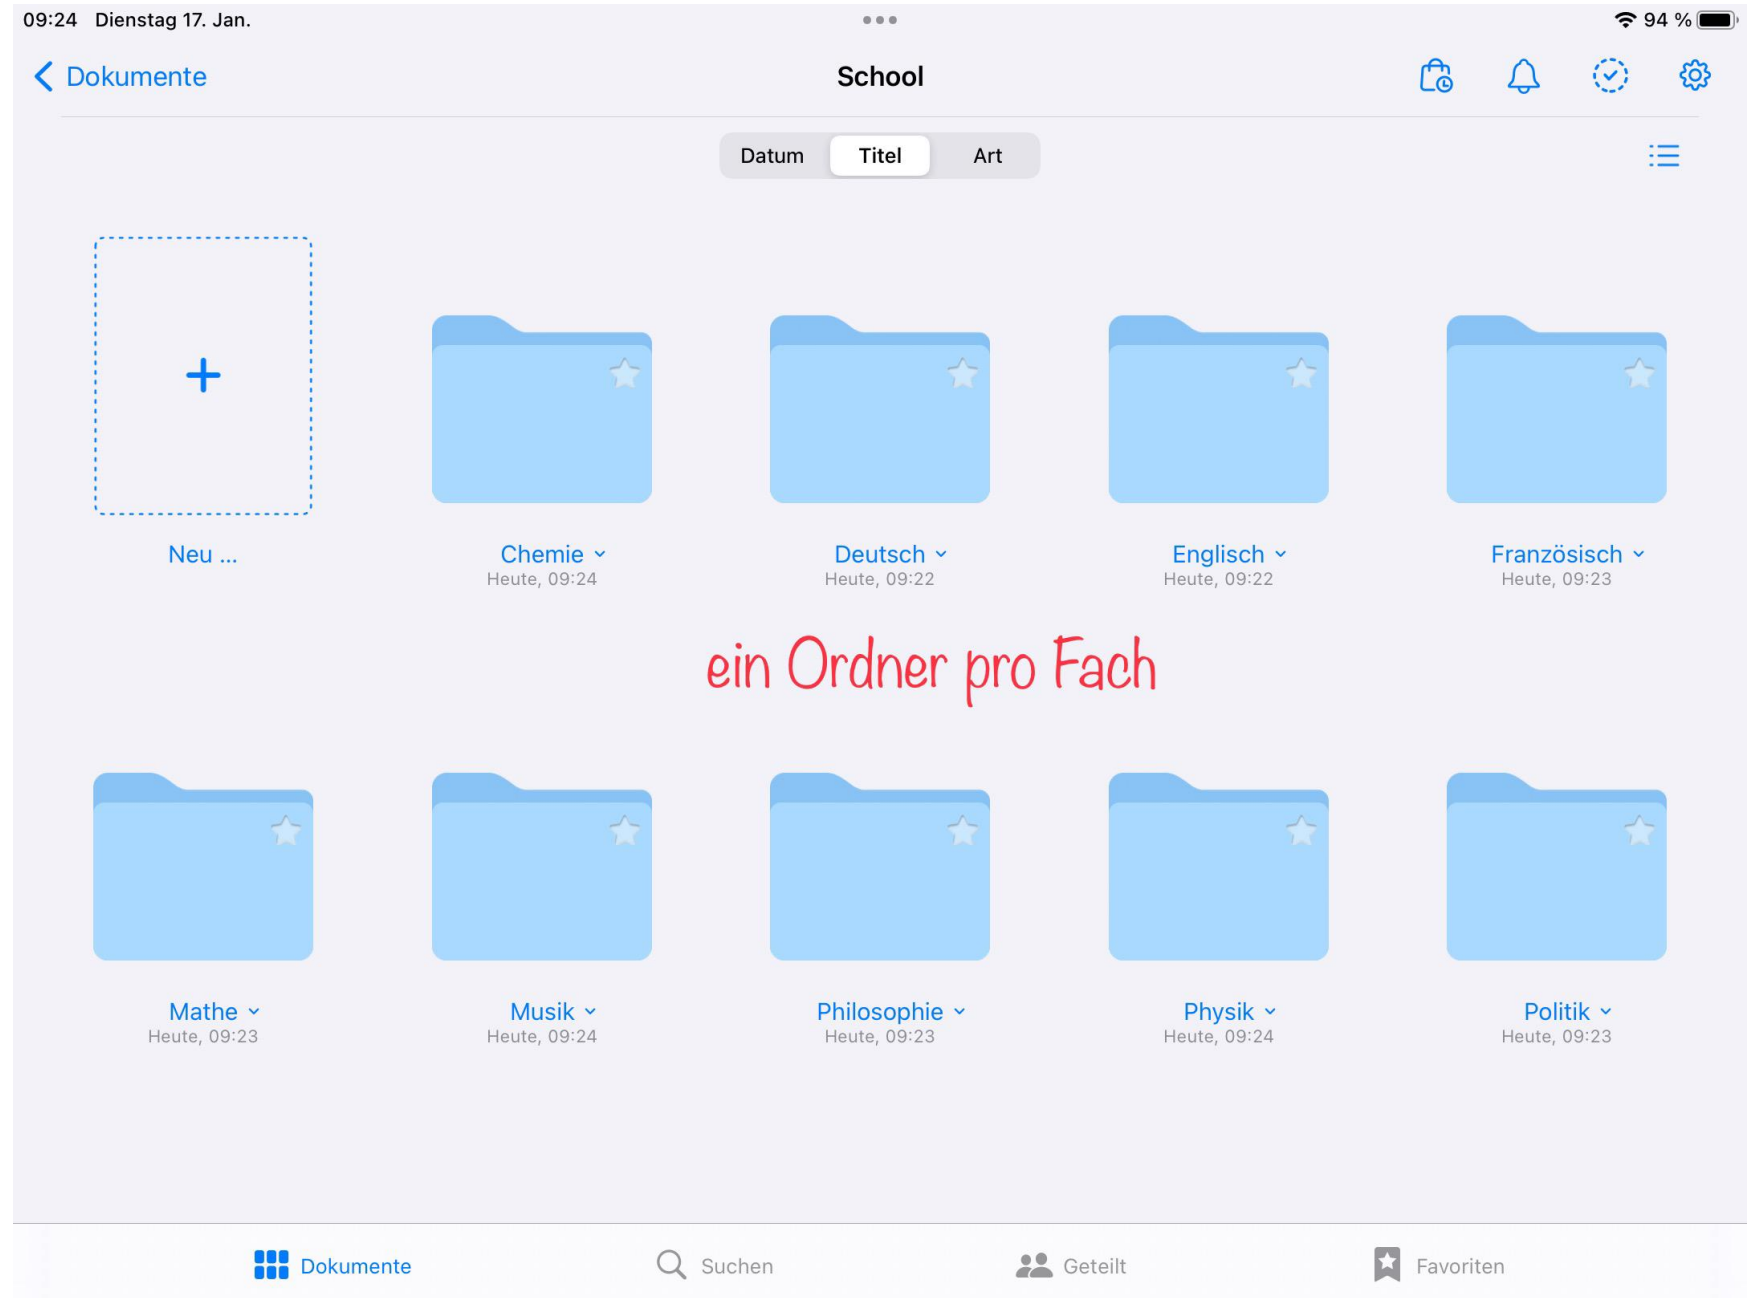 09:24 Dienstag 17. Jan.
94 %
Dokumente
School
Datum Titel Art
Neu ...
Chemie
Heute, 09:24
Deutsch
Heute, 09:22
Englisch
Heute, 09:22
Französisch
Heute, 09:23
ein Ordner pro Fach
Mathe
Heute, 09:23
Musik
Heute, 09:24
Philosophie
Heute, 09:23
Physik
Heute, 09:24
Politik
Heute, 09:23
Dokumente
Suchen
Geteilt
Favoriten